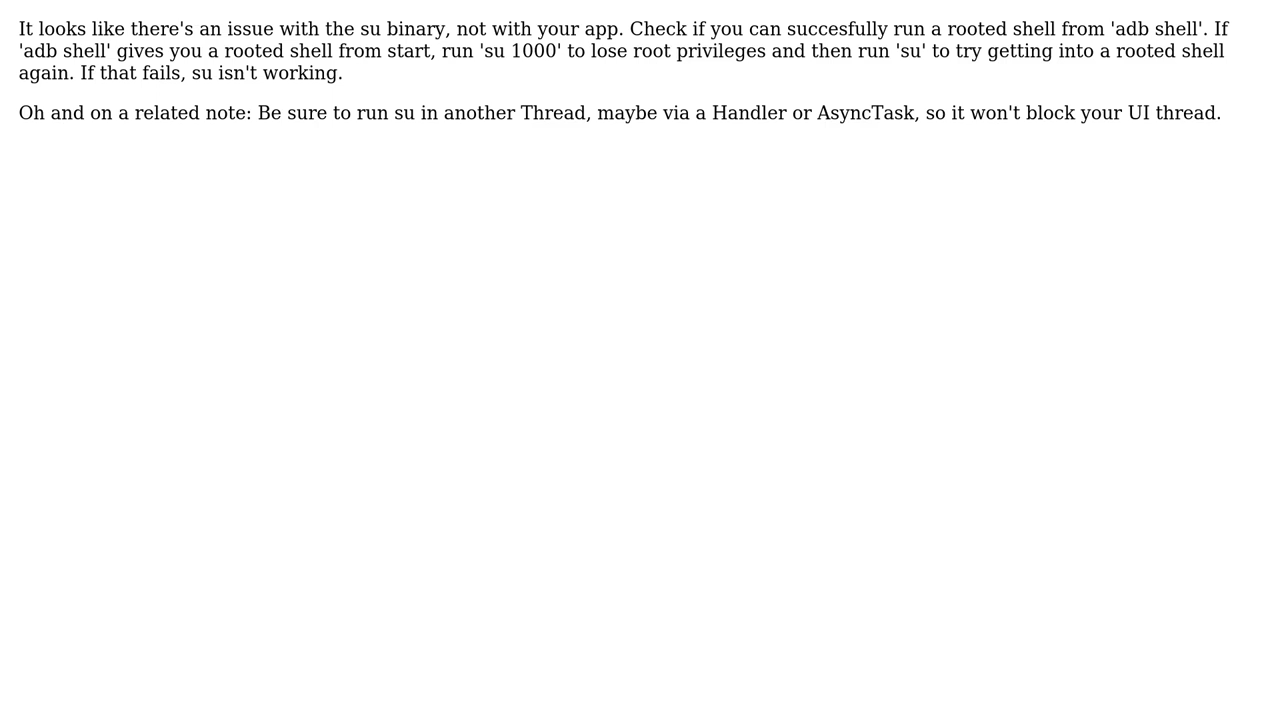 It looks like there's an issue with the su binary, not with your app. Check if you can succesfully run a rooted shell from 'adb shell'. If
'adb shell' gives you a rooted shell from start, run 'su 1000' to lose root privileges and then run 'su' to try getting into a rooted shell
again. If that fails, su isn't working.
Oh and on a related note: Be sure to run su in another Thread, maybe via a Handler or AsyncTask, so it won't block your UI thread.